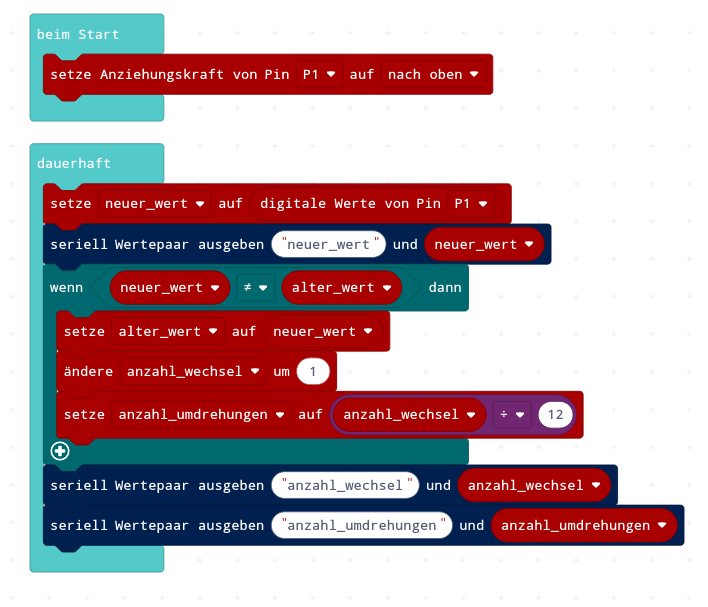 beim Start
setze Anziehungskraft von Pin P1 auf nach oben
dauerhaft
setze neuer_wert auf digitale Werte von Pin P1
seriell Wertepaar ausgeben "neuer_wert" und neuer_wert
wenn neuer_wert ≠ alter_wert dann
setze alter_wert auf neuer_wert
ändere anzahl_wechsel um 1
setze anzahl_umdrehungen auf anzahl_wechsel ÷ 12
seriell Wertepaar ausgeben "anzahl_wechsel" und anzahl_wechsel
seriell Wertepaar ausgeben "anzahl_umdrehungen" und anzahl_umdrehungen